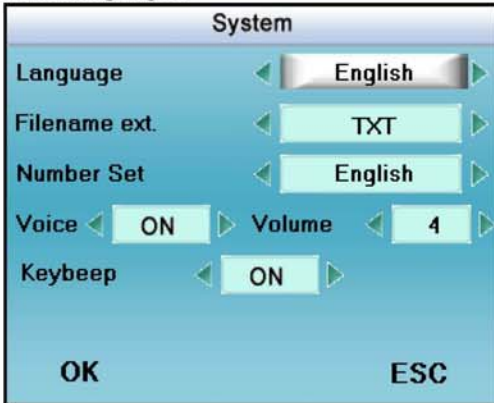 System
Language English
Filename ext. TXT
Number Set English
Voice ON Volume 4
Keybeep ON
OK ESC